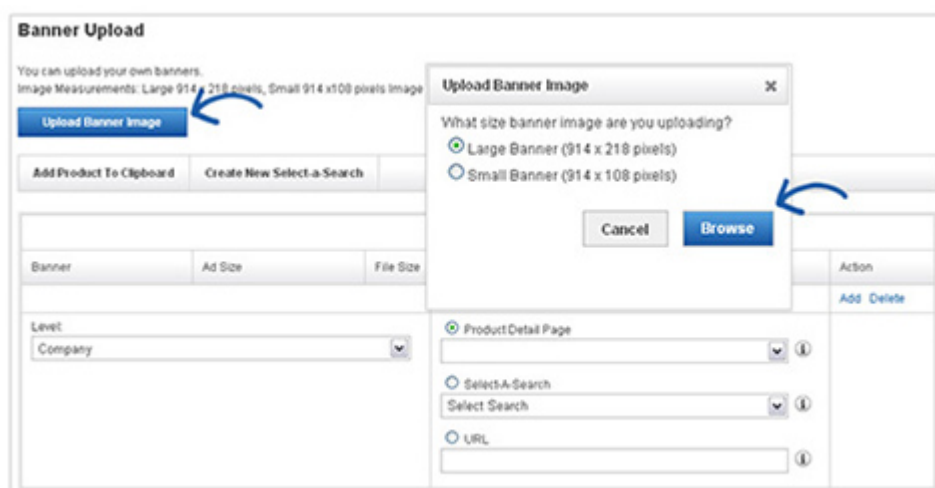 Banner Upload
You can upload your own banners.
Image Measurements: Large 914 x 218 pixels, Small 914 x108 pixels Image
Upload Banner Image
Add Product To Clipboard
Create New Select-a-Search
Banner
Ad Size
File Size
Action
Add Delete
Level:
Company
Product Detail Page
Select-A-Search
Select Search
URL
Upload Banner Image
What size banner image are you uploading?
Large Banner (914 x 218 pixels)
Small Banner (914 x 108 pixels)
Cancel
Browse